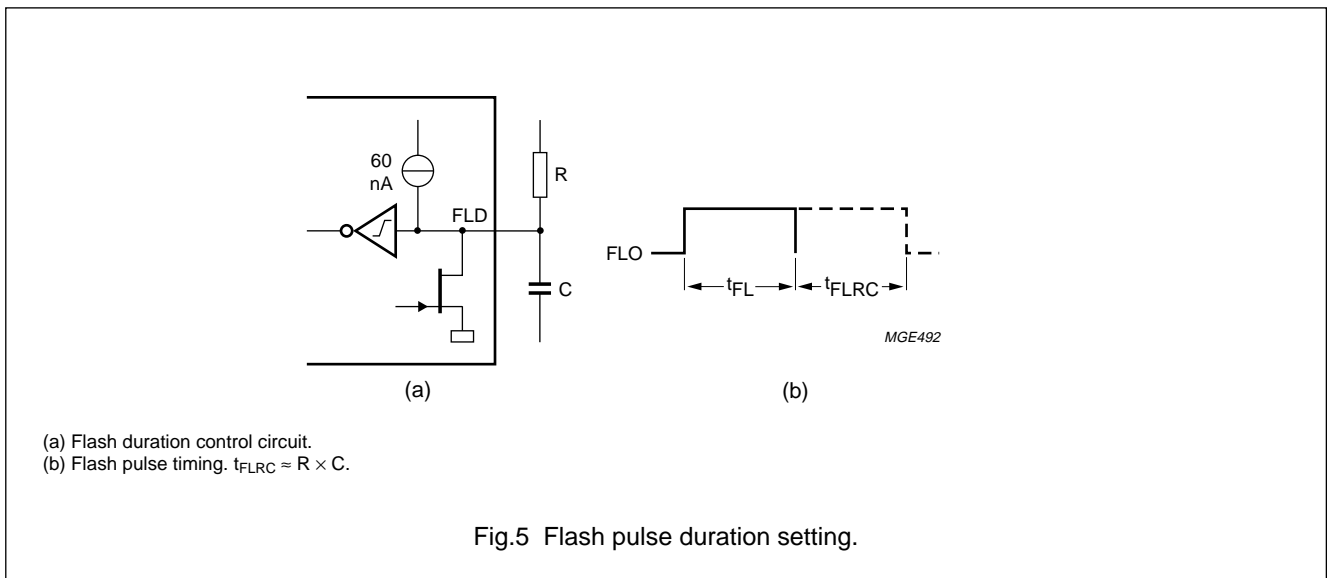 60
nA
FLD
R
C
(a)
FLO
tFL
tFLRC
MGE492
(b)
(a) Flash duration control circuit.
(b) Flash pulse timing. tFLRC ≈ R × C.
Fig.5 Flash pulse duration setting.